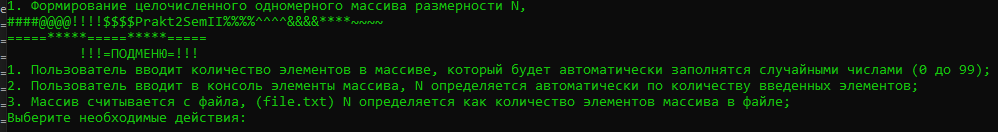 1. Формирование целочисленного одномерного массива размерности N,
####@@@@!!!!$$$$Prakt2SemII%%%%^^^^&&&&****~~~~
=====*****=====*****=====
!!!=ПОДМЕНЮ=!!!
1. Пользователь вводит количество элементов в массиве, который будет автоматически заполнятся случайными числами (0 до 99);
2. Пользователь вводит в консоль элементы массива, N определяется автоматически по количеству введенных элементов;
3. Массив считывается с файла, (file.txt) N определяется как количество элементов массива в файле;
Выберите необходимые действия: